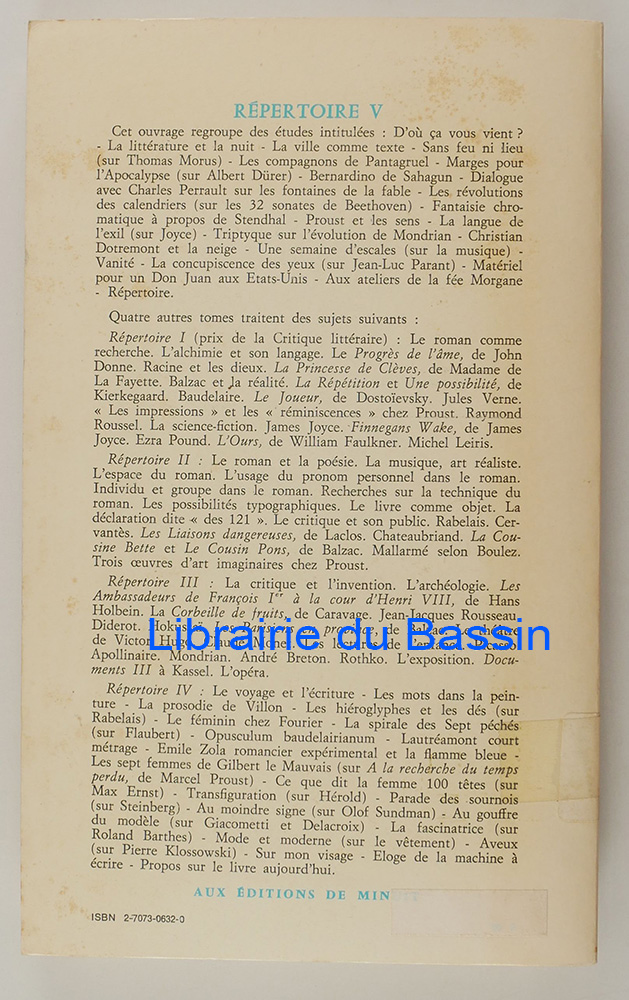 RÉPERTOIRE V
Cet ouvrage regroupe des études intitulées : D'où ça vous vient ?
- La littérature et la nuit - La ville comme texte - Sans feu ni lieu
(sur Thomas Morus) - Les compagnons de Pantagruel - Marges pour
l'Apocalypse (sur Albert Dürer) - Bernardino de Sahagun - Dialogue
avec Charles Perrault sur les fontaines de la fable - Les révolutions
des calendriers (sur les 32 sonates de Beethoven) - Fantaisie chro-
matique à propos de Stendhal - Proust et les sens - La langue de
l'exil (sur Joyce) - Triptyque sur l'évolution de Mondrian - Christian
Dotremont et la neige - Une semaine d'escales (sur la musique) -
Vanité - La concupiscence des yeux (sur Jean-Luc Parant) - Matériel
pour un Don Juan aux Etats-Unis - Aux ateliers de la fée Morgane
- Répertoire.
Quatre autres tomes traitent des sujets suivants :
Répertoire I (prix de la Critique littéraire) : Le roman comme
recherche. L'alchimie et son langage. Le Progrès de l'âme, de John
Donne. Racine et les dieux. La Princesse de Clèves, de Madame de
La Fayette. Balzac et la réalité. La Répétition et Une possibilité, de
Kierkegaard. Baudelaire. Le Joueur, de Dostoïevsky. Jules Verne.
« Les impressions » et les « réminiscences » chez Proust. Raymond
Roussel. La science-fiction. James Joyce. Finnegans Wake, de James
Joyce. Ezra Pound. L'Ours, de William Faulkner. Michel Leiris.
Répertoire II : Le roman et la poésie. La musique, art réaliste.
L'espace du roman. L'usage du pronom personnel dans le roman.
Individu et groupe dans le roman. Recherches sur la technique du
roman. Les possibilités typographiques. Le livre comme objet. La
déclaration dite « des 121 ». Le critique et son public. Rabelais. Cer-
vantès. Les Liaisons dangereuses, de Laclos. Chateaubriand. La Cou-
sine Bette et Le Cousin Pons, de Balzac. Mallarmé selon Boulez.
Trois œuvres d'art imaginaires chez Proust.
Répertoire III : La critique et l'invention. L'archéologie. Les
Ambassadeurs de François Ier à la cour d'Henri VIII, de Hans
Holbein. La Corbeille de fruits, de Caravage. Jean-Jacques Rousseau.
Diderot. Hokusaï. Les Parisiens en province, de Balzac. Le théâtre
de Victor Hugo. Claude Monet. Picasso.
Apollinaire. Mondrian. André Breton. Rothko. L'exposition. Docu-
ments III à Kassel. L'opéra.
Librairie du Bassin
Répertoire IV : Le voyage et l'écriture - Les mots dans la pein-
ture - La prosodie de Villon - Les hiéroglyphes et les dés (sur
Rabelais) - Le féminin chez Fourier - La spirale des Sept péchés
(sur Flaubert) - Opusculum baudelairianum - Lautréamont court
métrage - Emile Zola romancier expérimental et la flamme bleue -
Les sept femmes de Gilbert le Mauvais (sur A la recherche du temps
perdu, de Marcel Proust) - Ce que dit la femme 100 têtes (sur
Max Ernst) - Transfiguration (sur Hérold) - Parade des sournois
(sur Steinberg) - Au moindre signe (sur Olof Sundman) - Au gouffre
du modèle (sur Giacometti et Delacroix) - La fascinatrice (sur
Roland Barthes) - Mode et moderne (sur le vêtement) - Aveux
(sur Pierre Klossowski) - Sur mon visage - Eloge de la machine à
écrire - Propos sur le livre aujourd'hui.
AUX ÉDITIONS DE MIN
ISBN 2-7073-0632-0